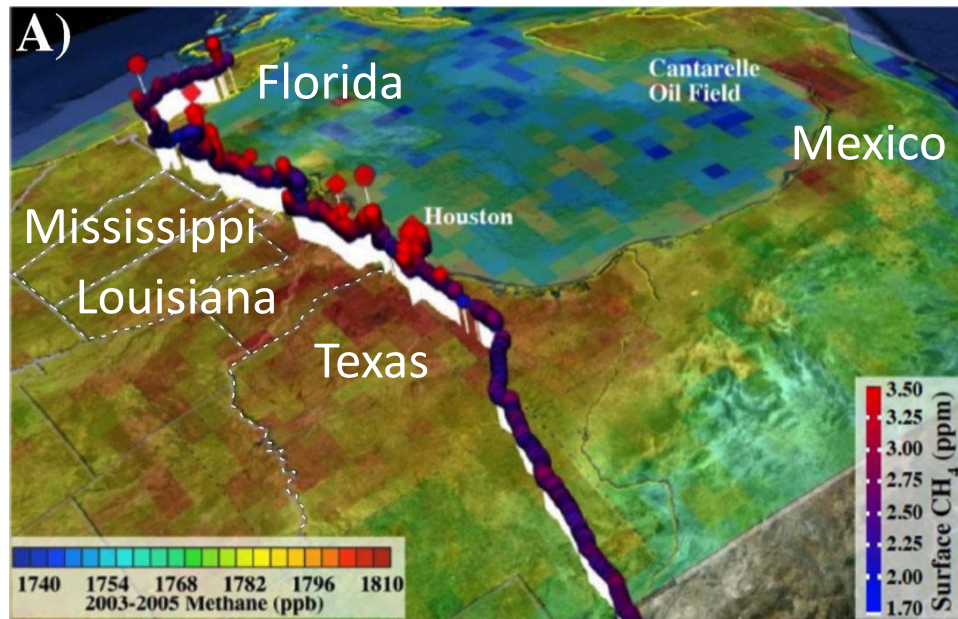 A)
Florida
Cantarelle
Oil Field
Mexico
Mississippi
Houston
Louisiana
Texas
3.50
3.25
3.00
2.75
2.50
2.25
2.00
1.70
Surface CH4 (ppm)
1740 1754 1768 1782 1796 1810
2003-2005 Methane (ppb)